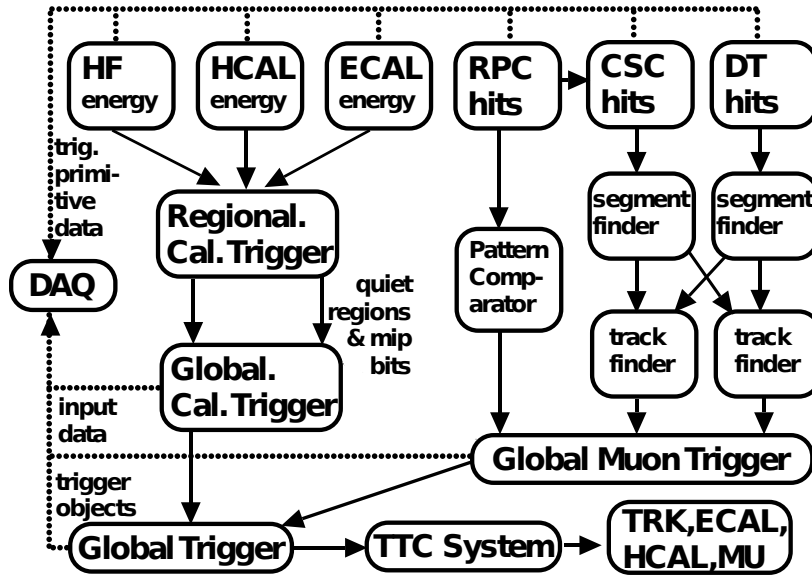 HF
energy
HCAL
energy
ECAL
energy
RPC
hits
CSC
hits
DT
hits
trig.
primi-
tive
data
Regional.
Cal. Trigger
segment
finder
segment
finder
Pattern
Comp-
arator
DAQ
quiet
regions
& mip
bits
track
finder
track
finder
Global.
Cal. Trigger
input
data
Global Muon Trigger
trigger
objects
Global Trigger
TTC System
TRK,ECAL,
HCAL,MU